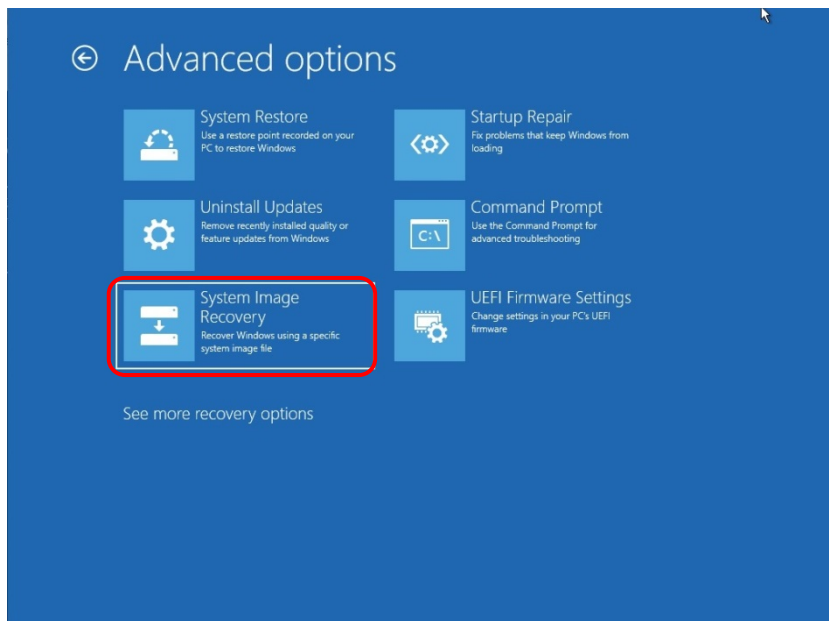 Advanced options
System Restore
Use a restore point recorded on your
PC to restore Windows
Startup Repair
Fix problems that keep Windows from
loading
Uninstall Updates
Remove recently installed quality or
feature updates from Windows
C:\
Command Prompt
Use the Command Prompt for
advanced troubleshooting
System Image
Recovery
Recover Windows using a specific
system image file
UEFI Firmware Settings
Change settings in your PC's UEFI
firmware
See more recovery options